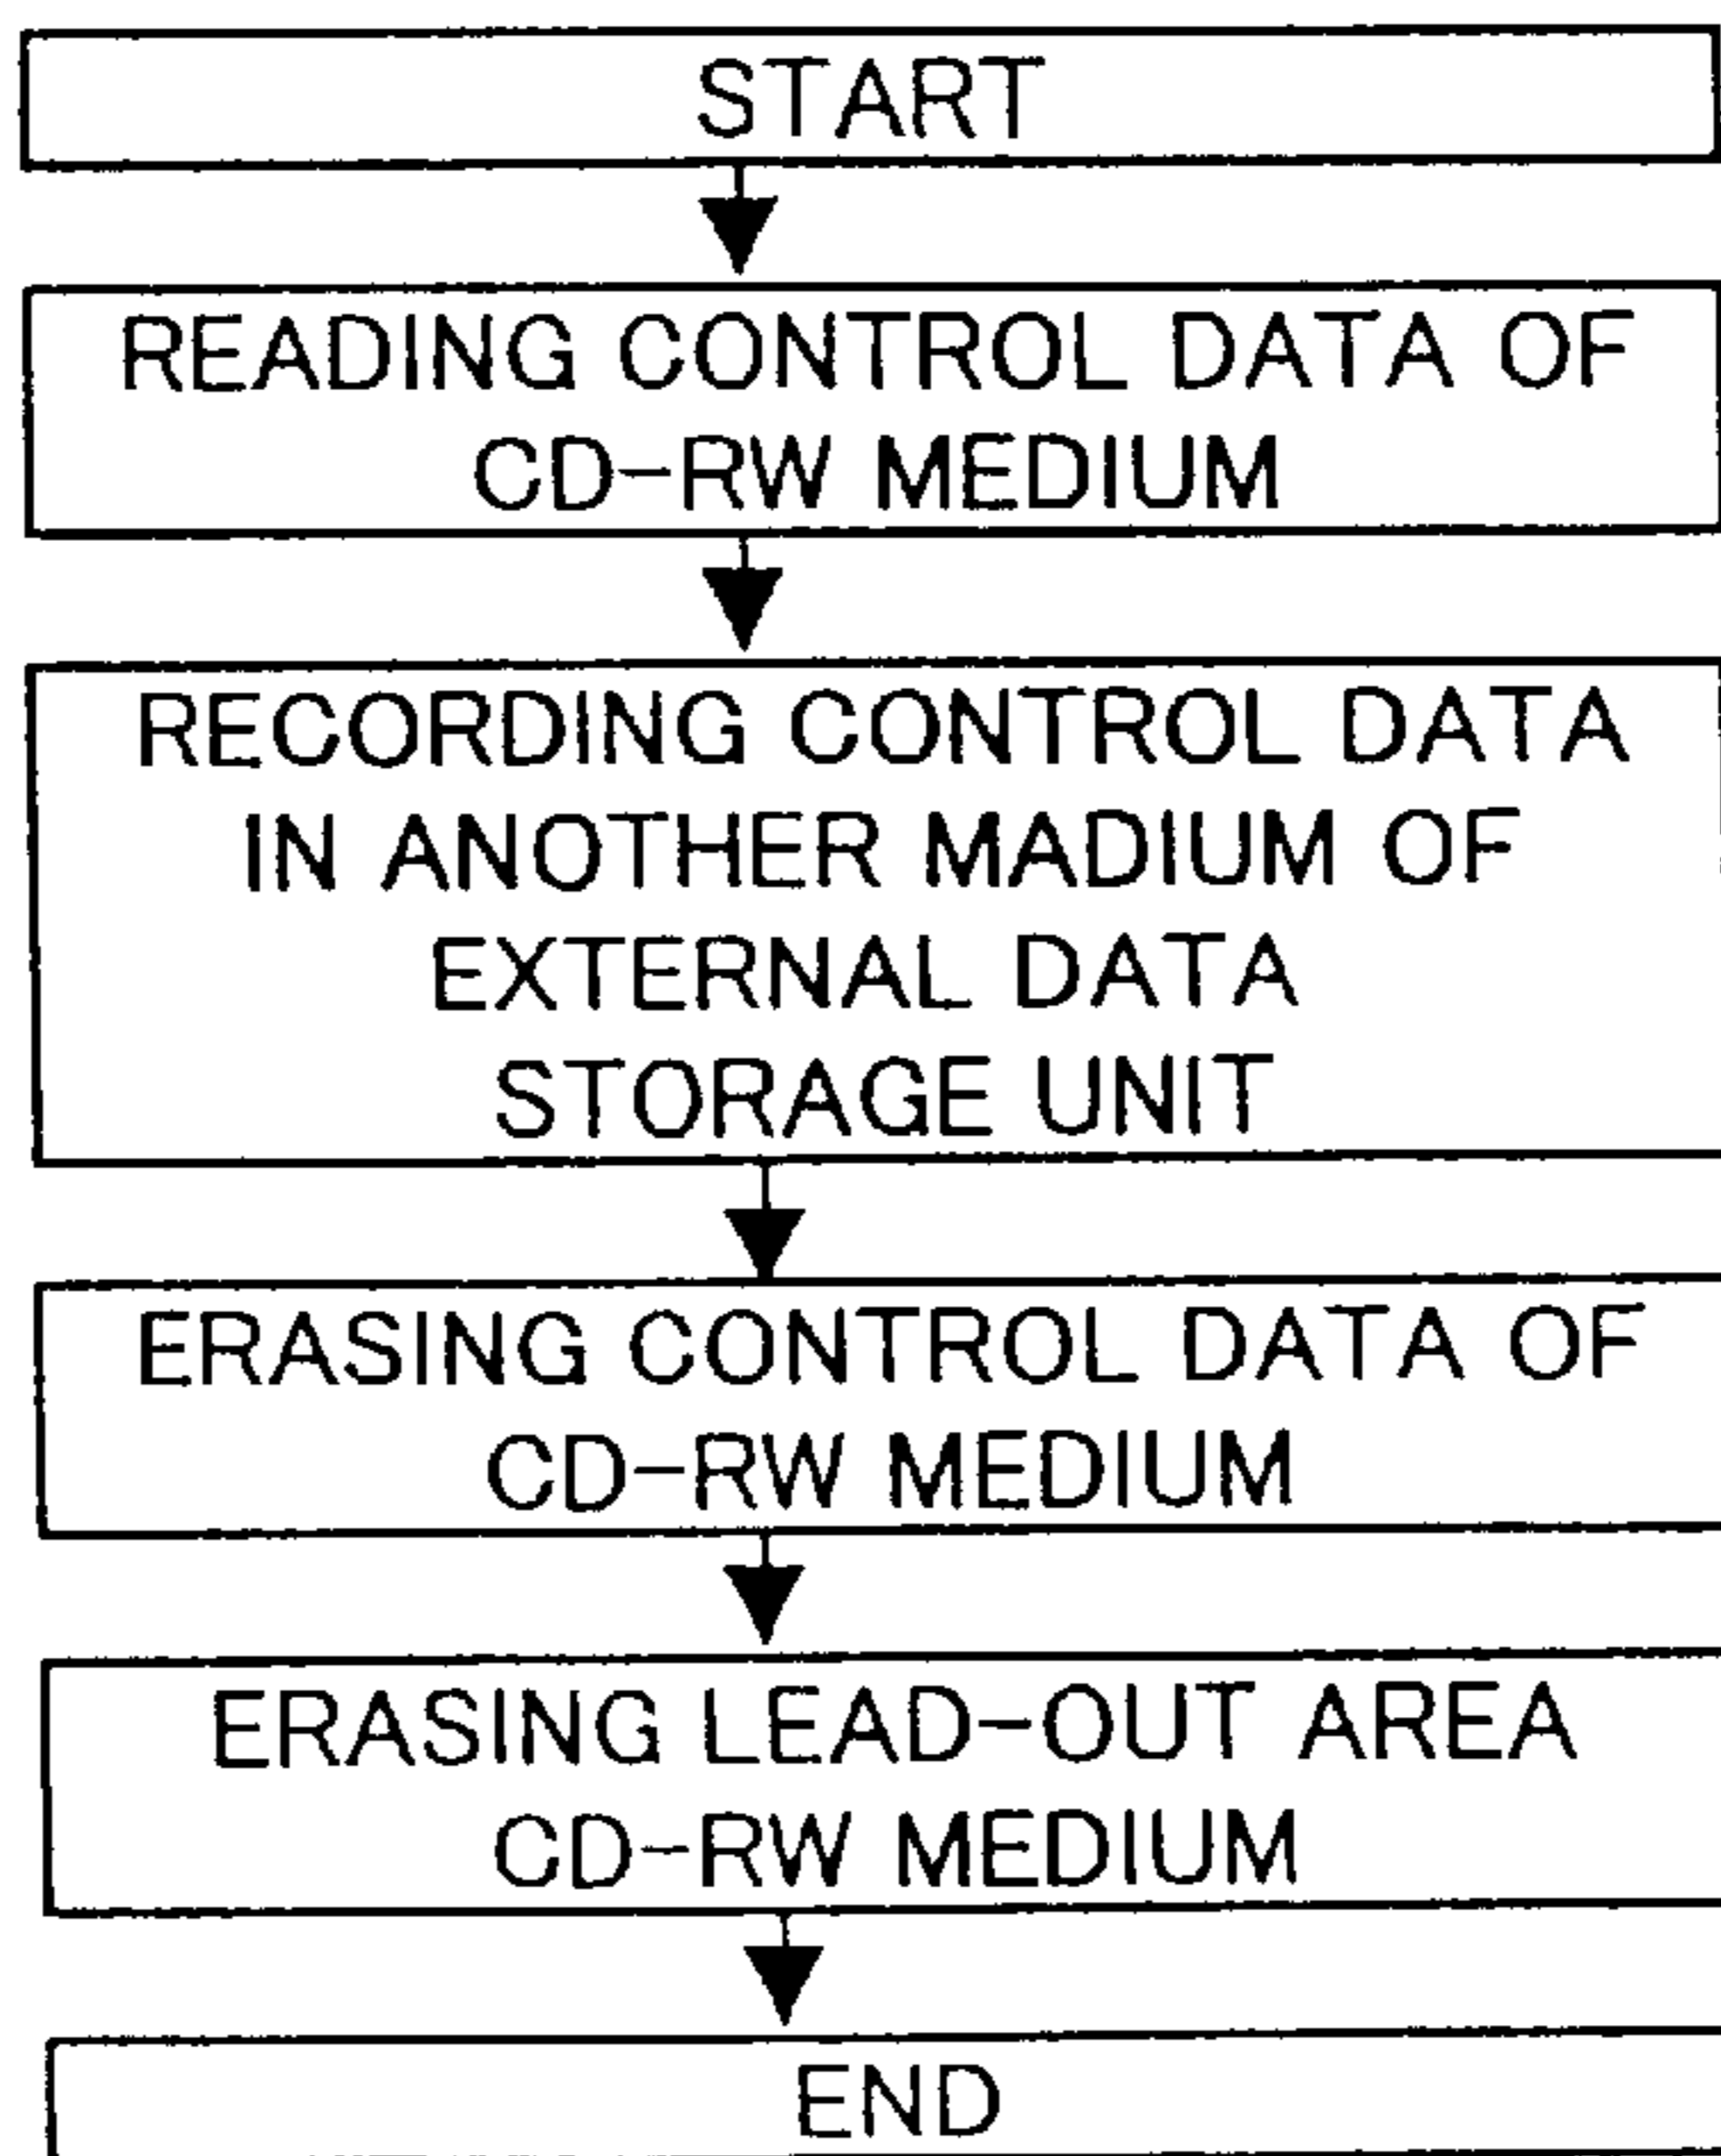 START
READING CONTROL DATA OF
CD-RW MEDIUM
RECORDING CONTROL DATA
IN ANOTHER MADIUM OF
EXTERNAL DATA
STORAGE UNIT
ERASING CONTROL DATA OF
CD-RW MEDIUM
ERASING LEAD-OUT AREA
CD-RW MEDIUM
END